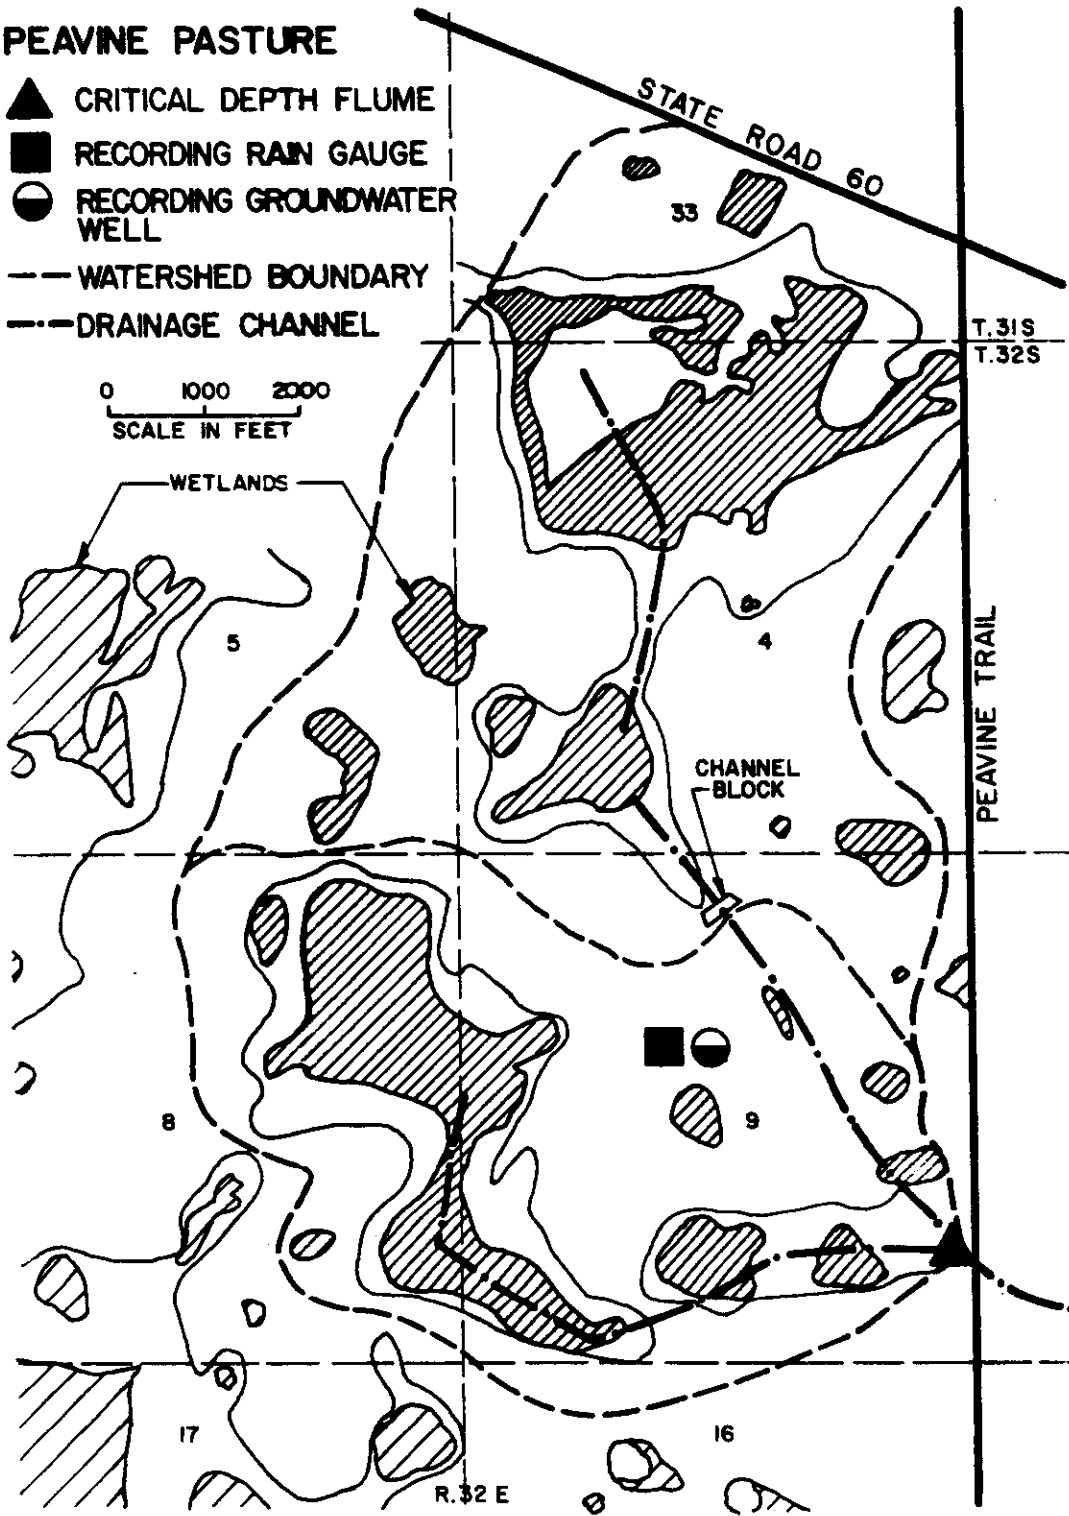 PEAVINE PASTURE
CRITICAL DEPTH FLUME
RECORDING RAIN GAUGE
RECORDING GROUNDWATER
WELL
WATERSHED BOUNDARY
DRAINAGE CHANNEL
0 1000 2000
SCALE IN FEET
STATE ROAD 60
33
T.31S
T.32S
WETLANDS
5
4
PEAVINE TRAIL
CHANNEL
BLOCK
8
9
17
16
R.32 E